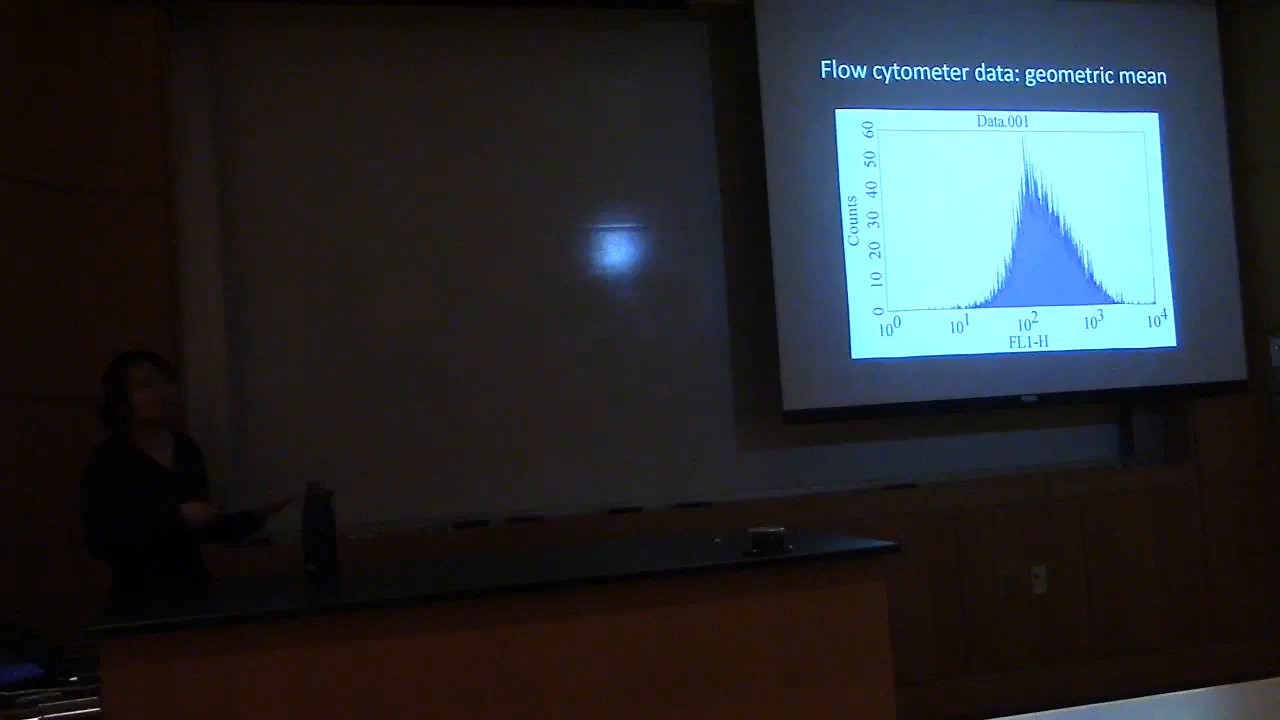 Flow cytometer data: geometric mean
Data.001
Counts
60
50
40
30
20
10
0
10^0 10^1 10^2 10^3 10^4
FL1-H